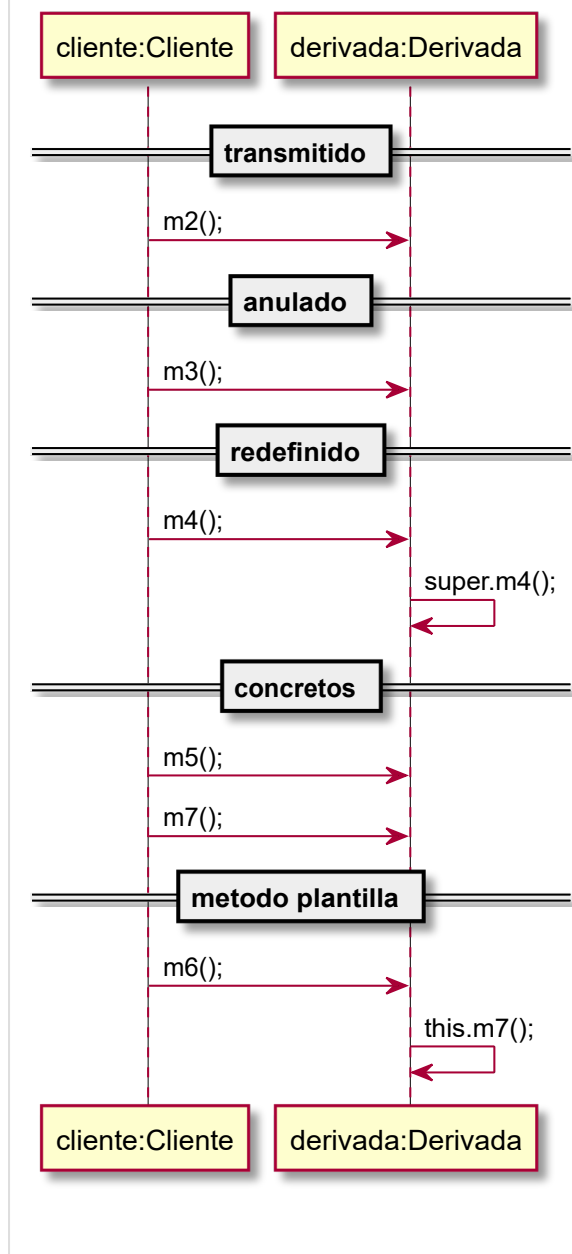 cliente:Cliente
derivada:Derivada
transmitido
m2();
anulado
m3();
redefinido
m4();
super.m4();
concretos
m5();
m7();
metodo plantilla
m6();
this.m7();
cliente:Cliente
derivada:Derivada